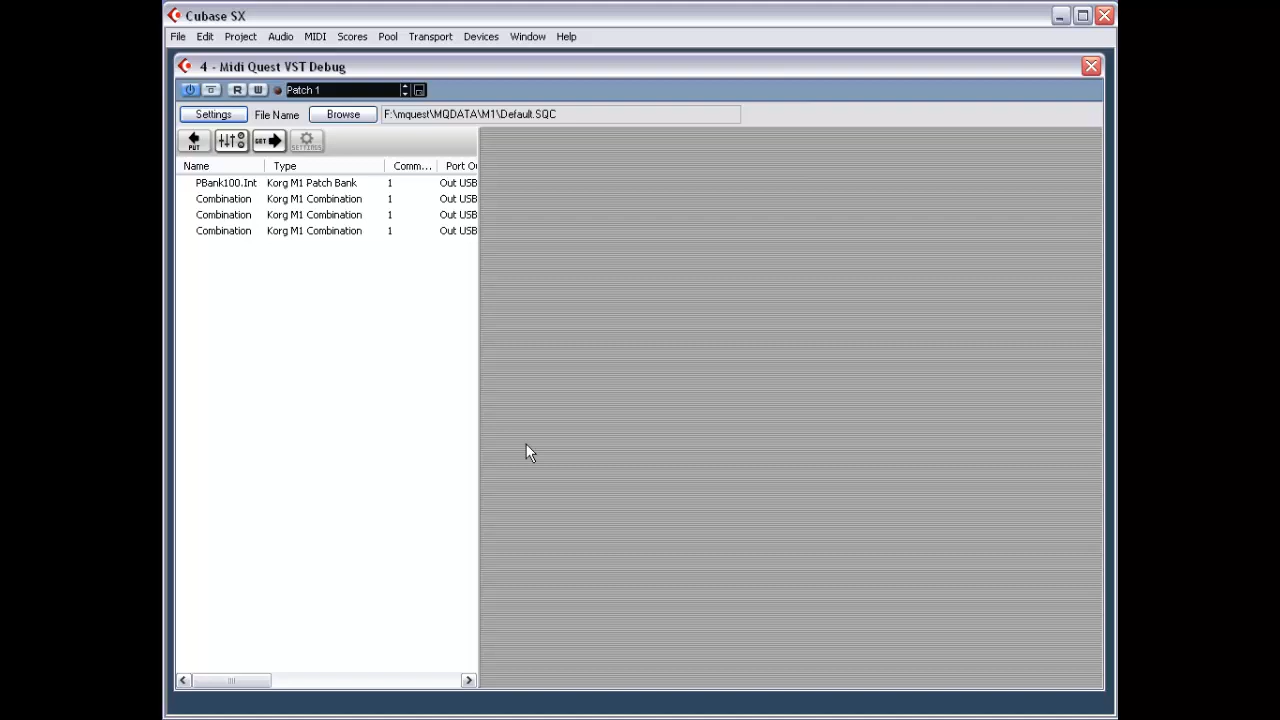 Cubase SX
File Edit Project Audio MIDI Scores Pool Transport Devices Window Help
4 - Midi Quest VST Debug
R W Patch 1
Settings File Name Browse F:\mquest\MQDATA\M1\Default.SQC
PUT GET SETTINGS
Name Type Comm... Port Ou
PBank100.Int Korg M1 Patch Bank 1 Out USB
Combination Korg M1 Combination 1 Out USB
Combination Korg M1 Combination 1 Out USB
Combination Korg M1 Combination 1 Out USB